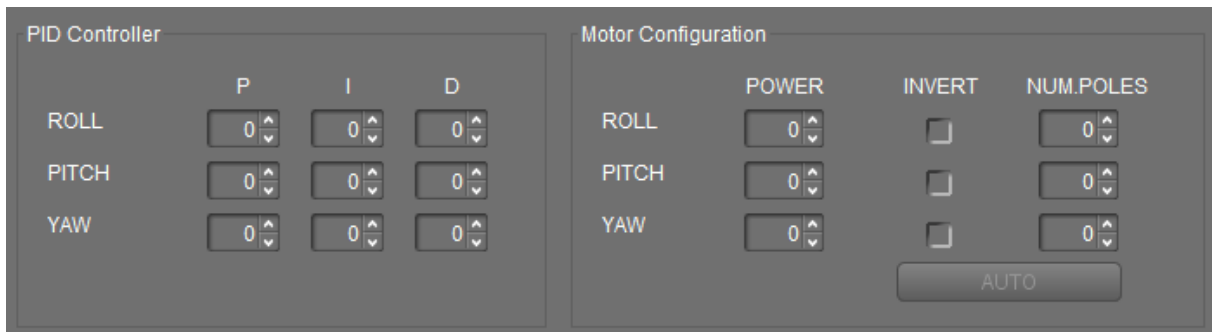 PID Controller
P I D
ROLL 0 0 0
PITCH 0 0 0
YAW 0 0 0
Motor Configuration
POWER INVERT NUM.POLES
ROLL 0 0
PITCH 0 0
YAW 0 0
AUTO